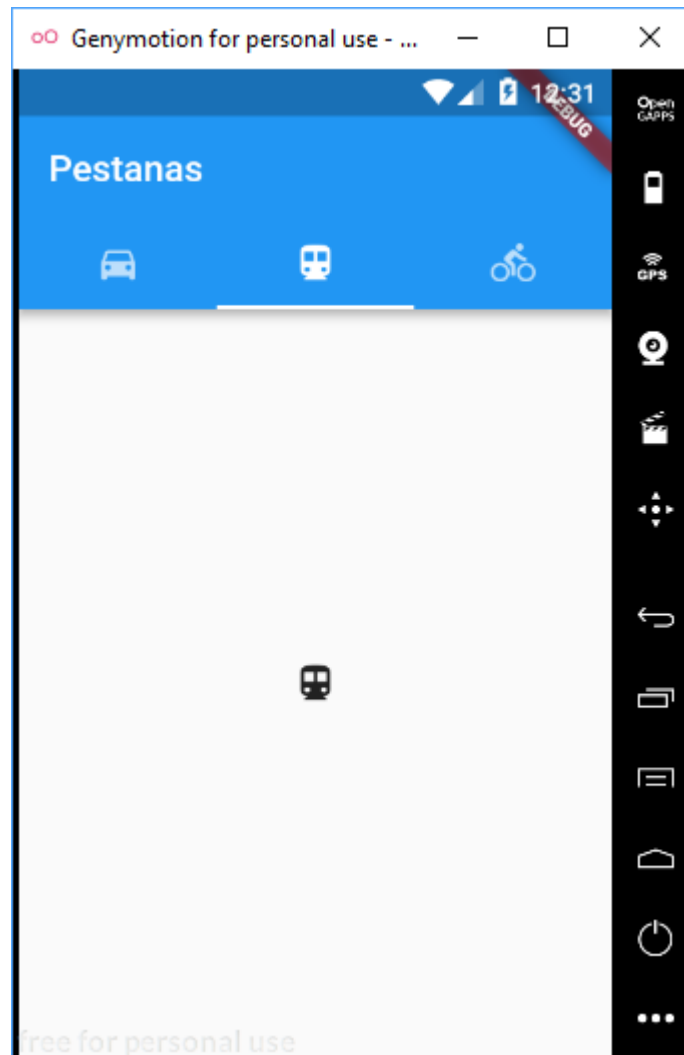 Genymotion for personal use - ...
12:31
DEBUG
Open
GAPPS
Pestanas
GPS
free for personal use